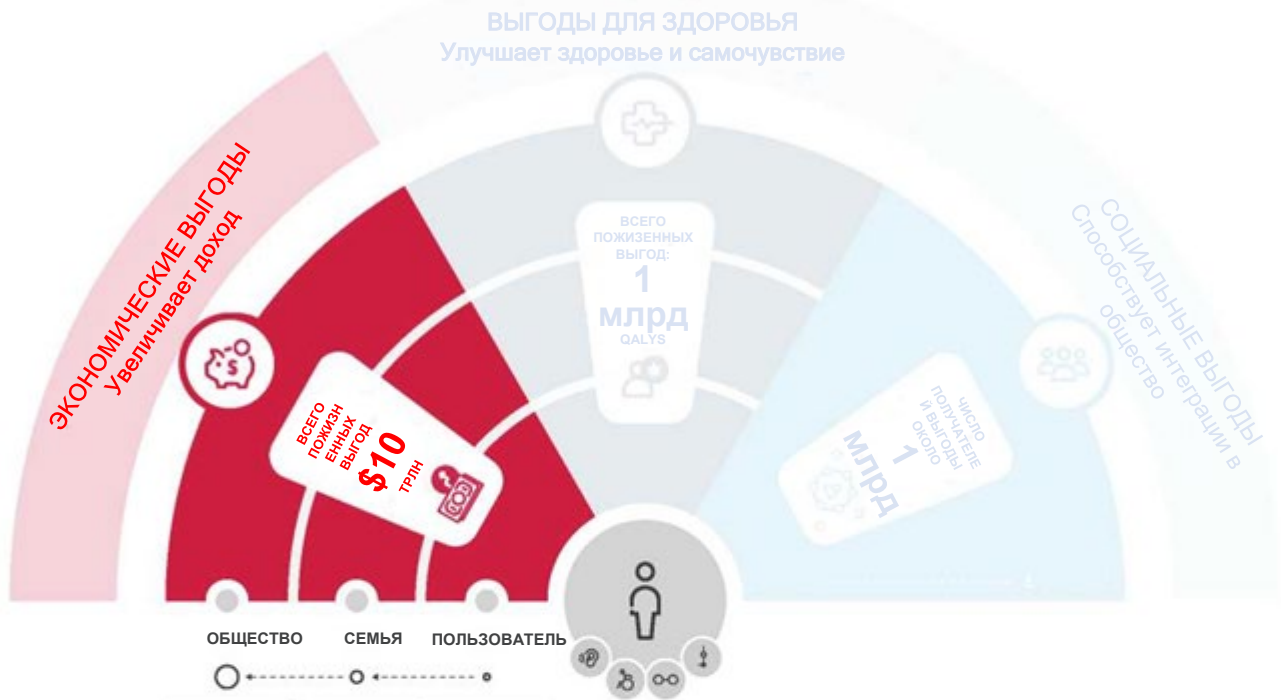 ВЫГОДЫ ДЛЯ ЗДОРОВЬЯ
Улучшает здоровье и самочувствие
ЭКОНОМИЧЕСКИЕ ВЫГОДЫ
Увеличивает доход
СОЦИАЛЬНЫЕ ВЫГОДЫ
Способствует интеграции в
общество
ВСЕГО
ПОЖИЗЕННЫХ
ВЫГОД:
1
млрд
QALYS
ВСЕГО
ПОЖИЗН
ЕННЫХ
ВЫГОД
$10
ТРЛН
ЧИСЛО
ПОЛУЧАТЕЛЕ
Й ВЫГОДЫ
ОКОЛО
1
млрд
ОБЩЕСТВО СЕМЬЯ ПОЛЬЗОВАТЕЛЬ